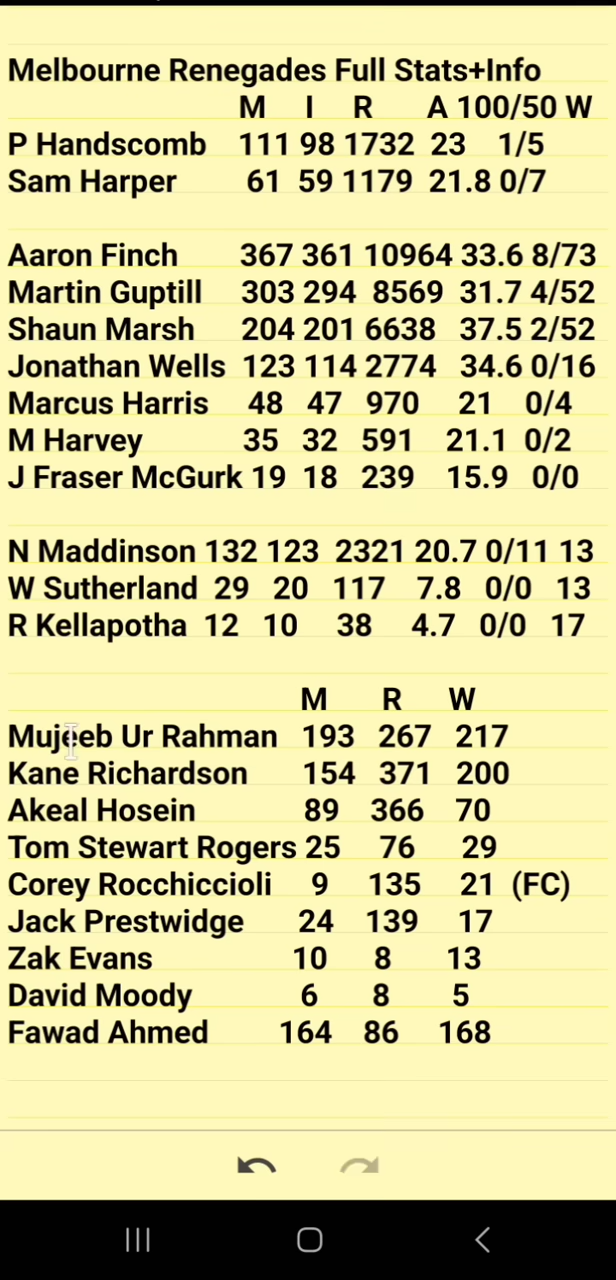 Melbourne Renegades Full Stats+Info
M I R A 100/50 W
P Handscomb 111 98 1732 23 1/5
Sam Harper 61 59 1179 21.8 0/7
Aaron Finch 367 361 10964 33.6 8/73
Martin Guptill 303 294 8569 31.7 4/52
Shaun Marsh 204 201 6638 37.5 2/52
Jonathan Wells 123 114 2774 34.6 0/16
Marcus Harris 48 47 970 21 0/4
M Harvey 35 32 591 21.1 0/2
J Fraser McGurk 19 18 239 15.9 0/0
N Maddinson 132 123 2321 20.7 0/11 13
W Sutherland 29 20 117 7.8 0/0 13
R Kellapotha 12 10 38 4.7 0/0 17
M R W
Mujeeb Ur Rahman 193 267 217
Kane Richardson 154 371 200
Akeal Hosein 89 366 70
Tom Stewart Rogers 25 76 29
Corey Rocchiccioli 9 135 21 (FC)
Jack Prestwidge 24 139 17
Zak Evans 10 8 13
David Moody 6 8 5
Fawad Ahmed 164 86 168